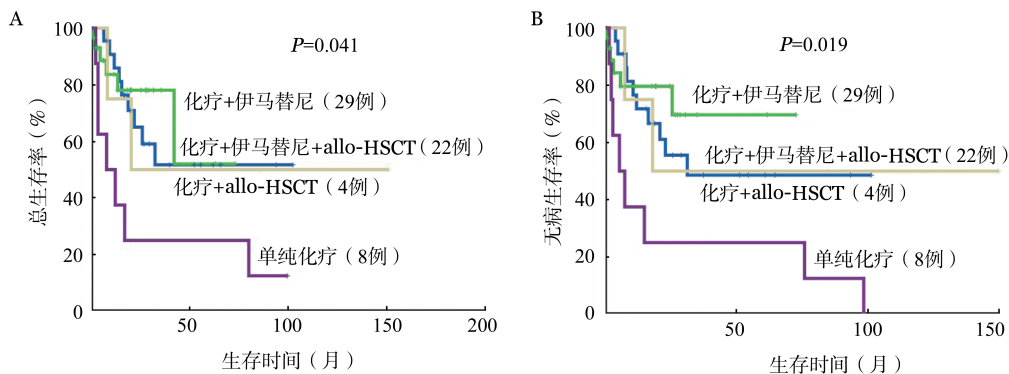 A
P=0.041
总生存率（%）
100
80
60
40
20
0
化疗+伊马替尼（29例）
化疗+伊马替尼+allo-HSCT（22例）
化疗+allo-HSCT（4例）
单纯化疗（8例）
50
100
150
200
生存时间（月）
B
P=0.019
无病生存率（%）
100
80
60
40
20
0
化疗+伊马替尼（29例）
化疗+伊马替尼+allo-HSCT（22例）
化疗+allo-HSCT（4例）
单纯化疗（8例）
50
100
150
生存时间（月）